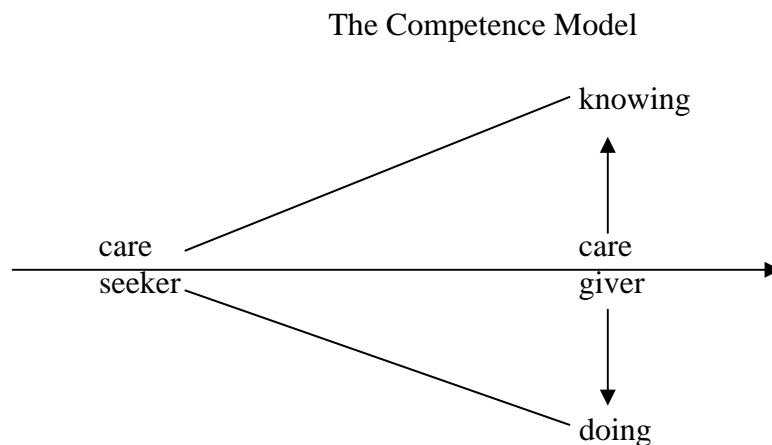 The Competence Model
knowing
care
seeker
care
giver
doing